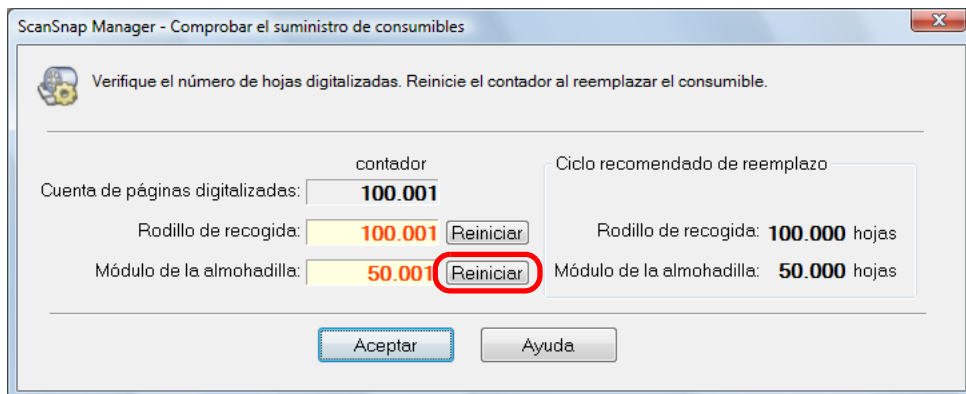 ScanSnap Manager - Comprobar el suministro de consumibles
Verifique el número de hojas digitalizadas. Reinicie el contador al reemplazar el consumible.
contador
Cuenta de páginas digitalizadas: 100.001
Rodillo de recogida: 100.001 Reiniciar
Módulo de la almohadilla: 50.001 Reiniciar
Ciclo recomendado de reemplazo
Rodillo de recogida: 100.000 hojas
Módulo de la almohadilla: 50.000 hojas
Aceptar Ayuda